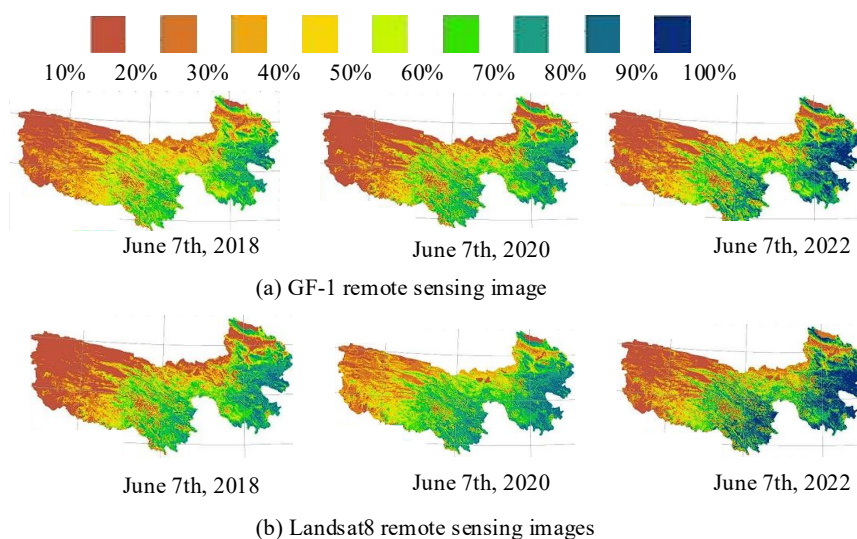 10% 20% 30% 40% 50% 60% 70% 80% 90% 100%
June 7th, 2018 June 7th, 2020 June 7th, 2022
(a) GF-1 remote sensing image
June 7th, 2018 June 7th, 2020 June 7th, 2022
(b) Landsat8 remote sensing images